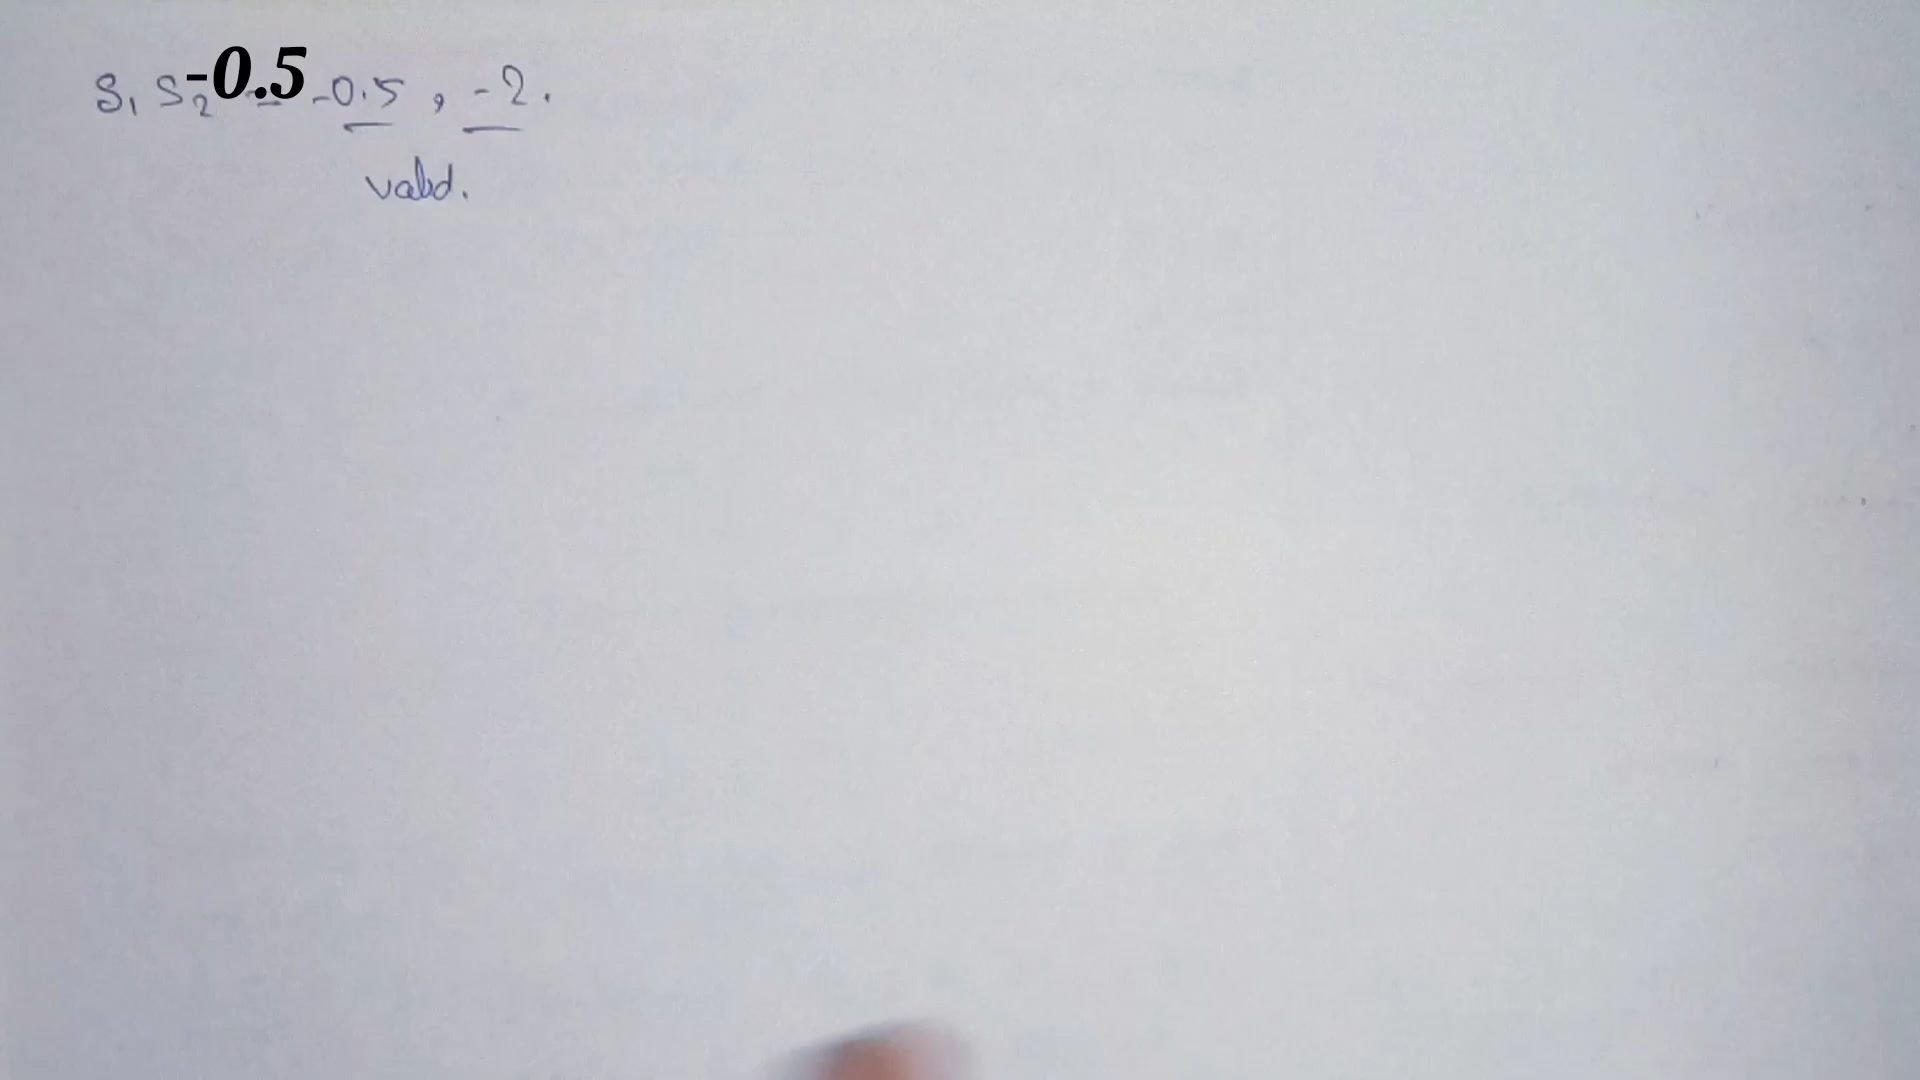 S₁ S₂ -0.5 = -0.5 , -2.
valid.